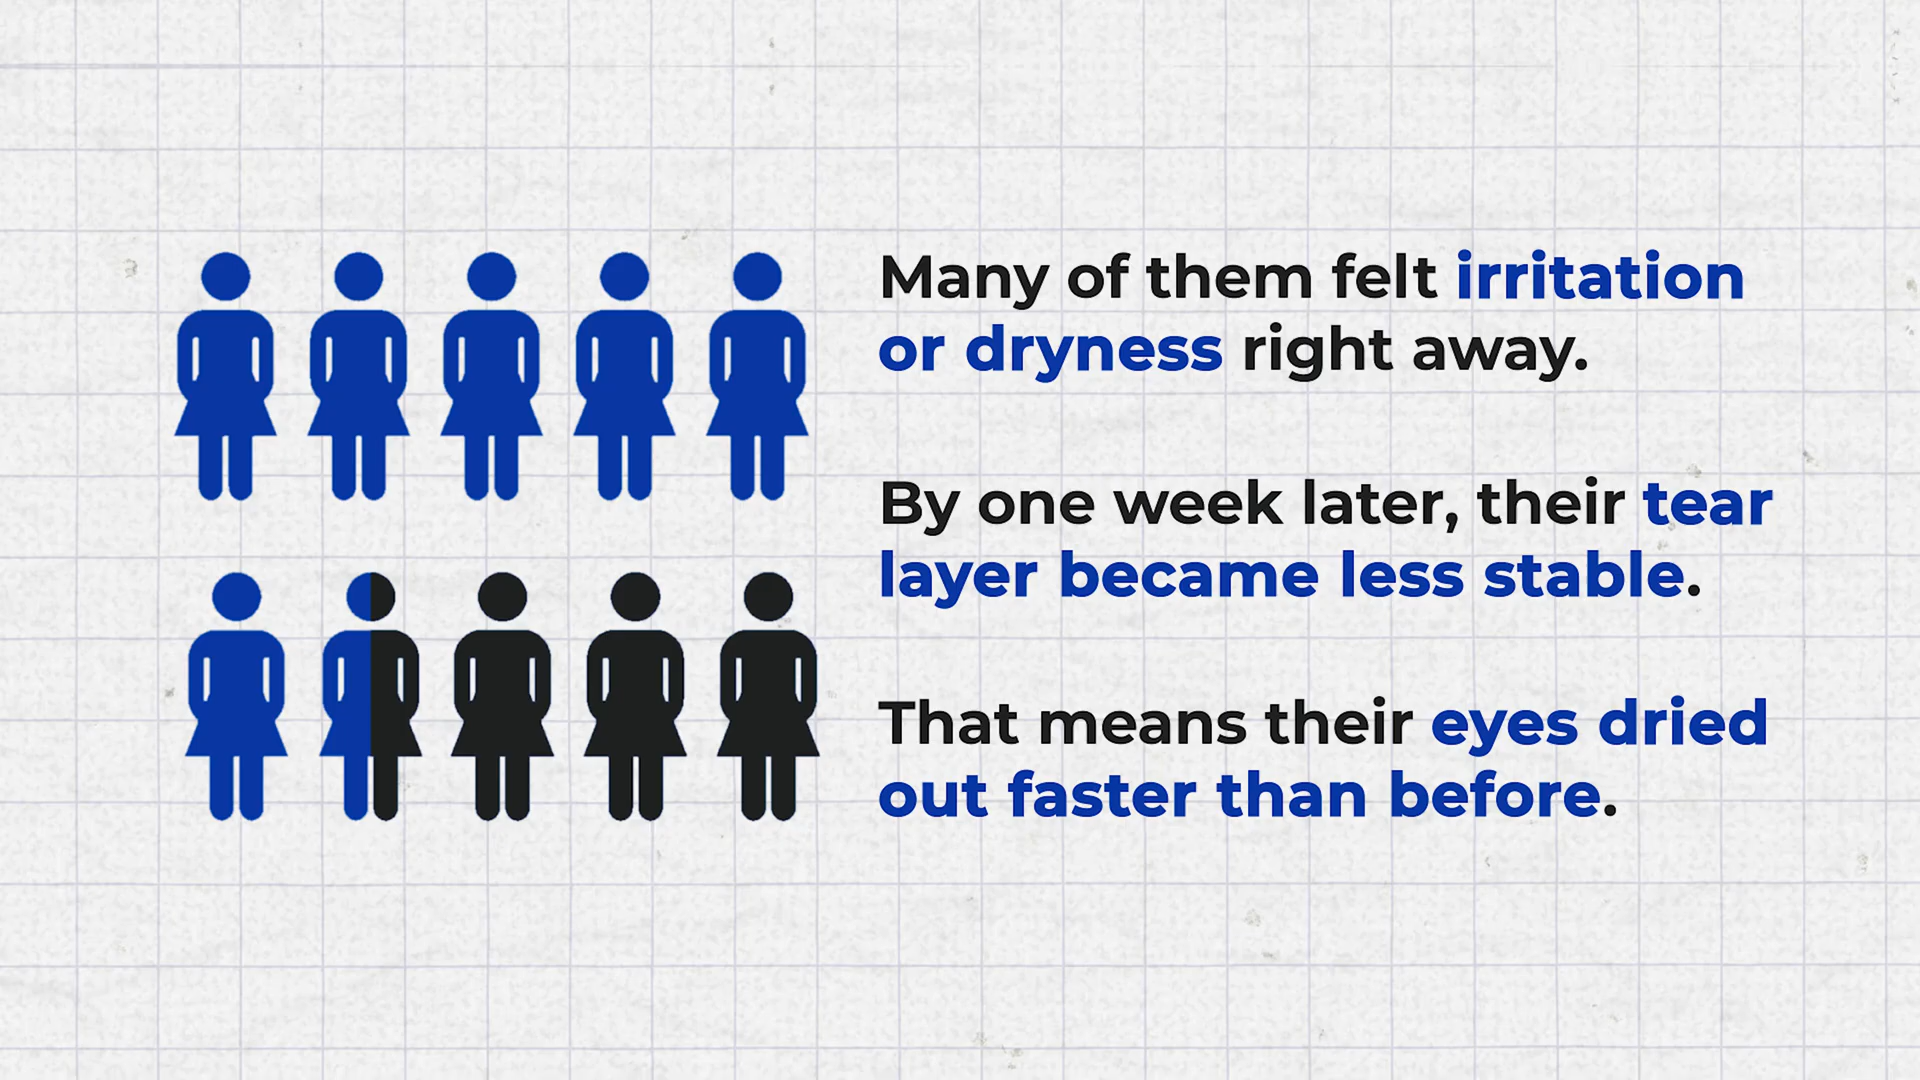 Many of them felt irritation
or dryness right away.
By one week later, their tear
layer became less stable.
That means their eyes dried
out faster than before.